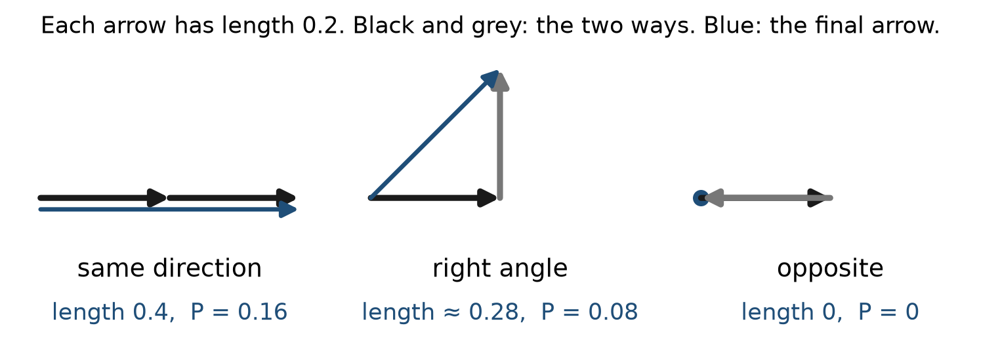 Each arrow has length 0.2. Black and grey: the two ways. Blue: the final arrow.
same direction
length 0.4,  P = 0.16
right angle
length ≈ 0.28,  P = 0.08
opposite
length 0,  P = 0